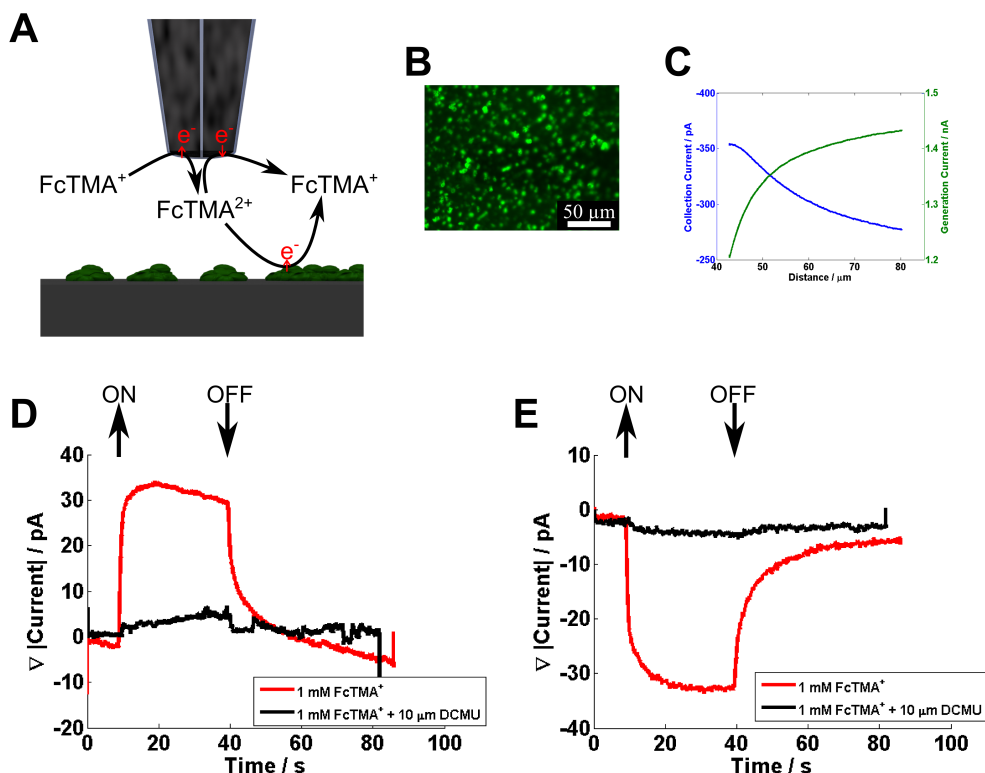 A
e-
e-
FcTMA+
FcTMA2+
FcTMA+
e-
B
50 µm
C
-400
-350
-300
-250
Collection Current / pA
1.5
1.4
1.3
1.2
Generation Current / nA
40
50
60
70
80
Distance / µm
D
ON
OFF
40
30
20
10
0
-10
-20
∇ |Current| / pA
0
20
40
60
80
100
Time / s
1 mM FcTMA+
1 mM FcTMA+ + 10 µm DCMU
E
ON
OFF
10
0
-10
-20
-30
-40
∇ |Current| / pA
0
20
40
60
80
100
Time / s
1 mM FcTMA+
1 mM FcTMA+ + 10 µm DCMU